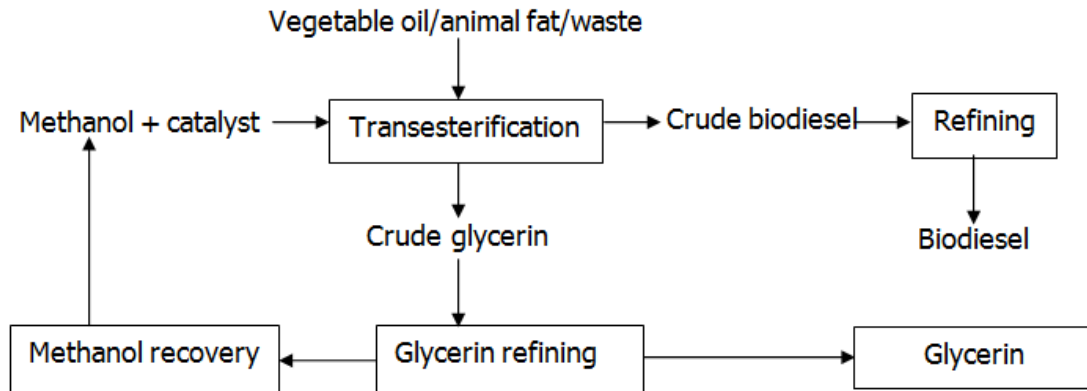 Vegetable oil/animal fat/waste
Methanol + catalyst
Transesterification
Crude biodiesel
Refining
Crude glycerin
Biodiesel
Methanol recovery
Glycerin refining
Glycerin